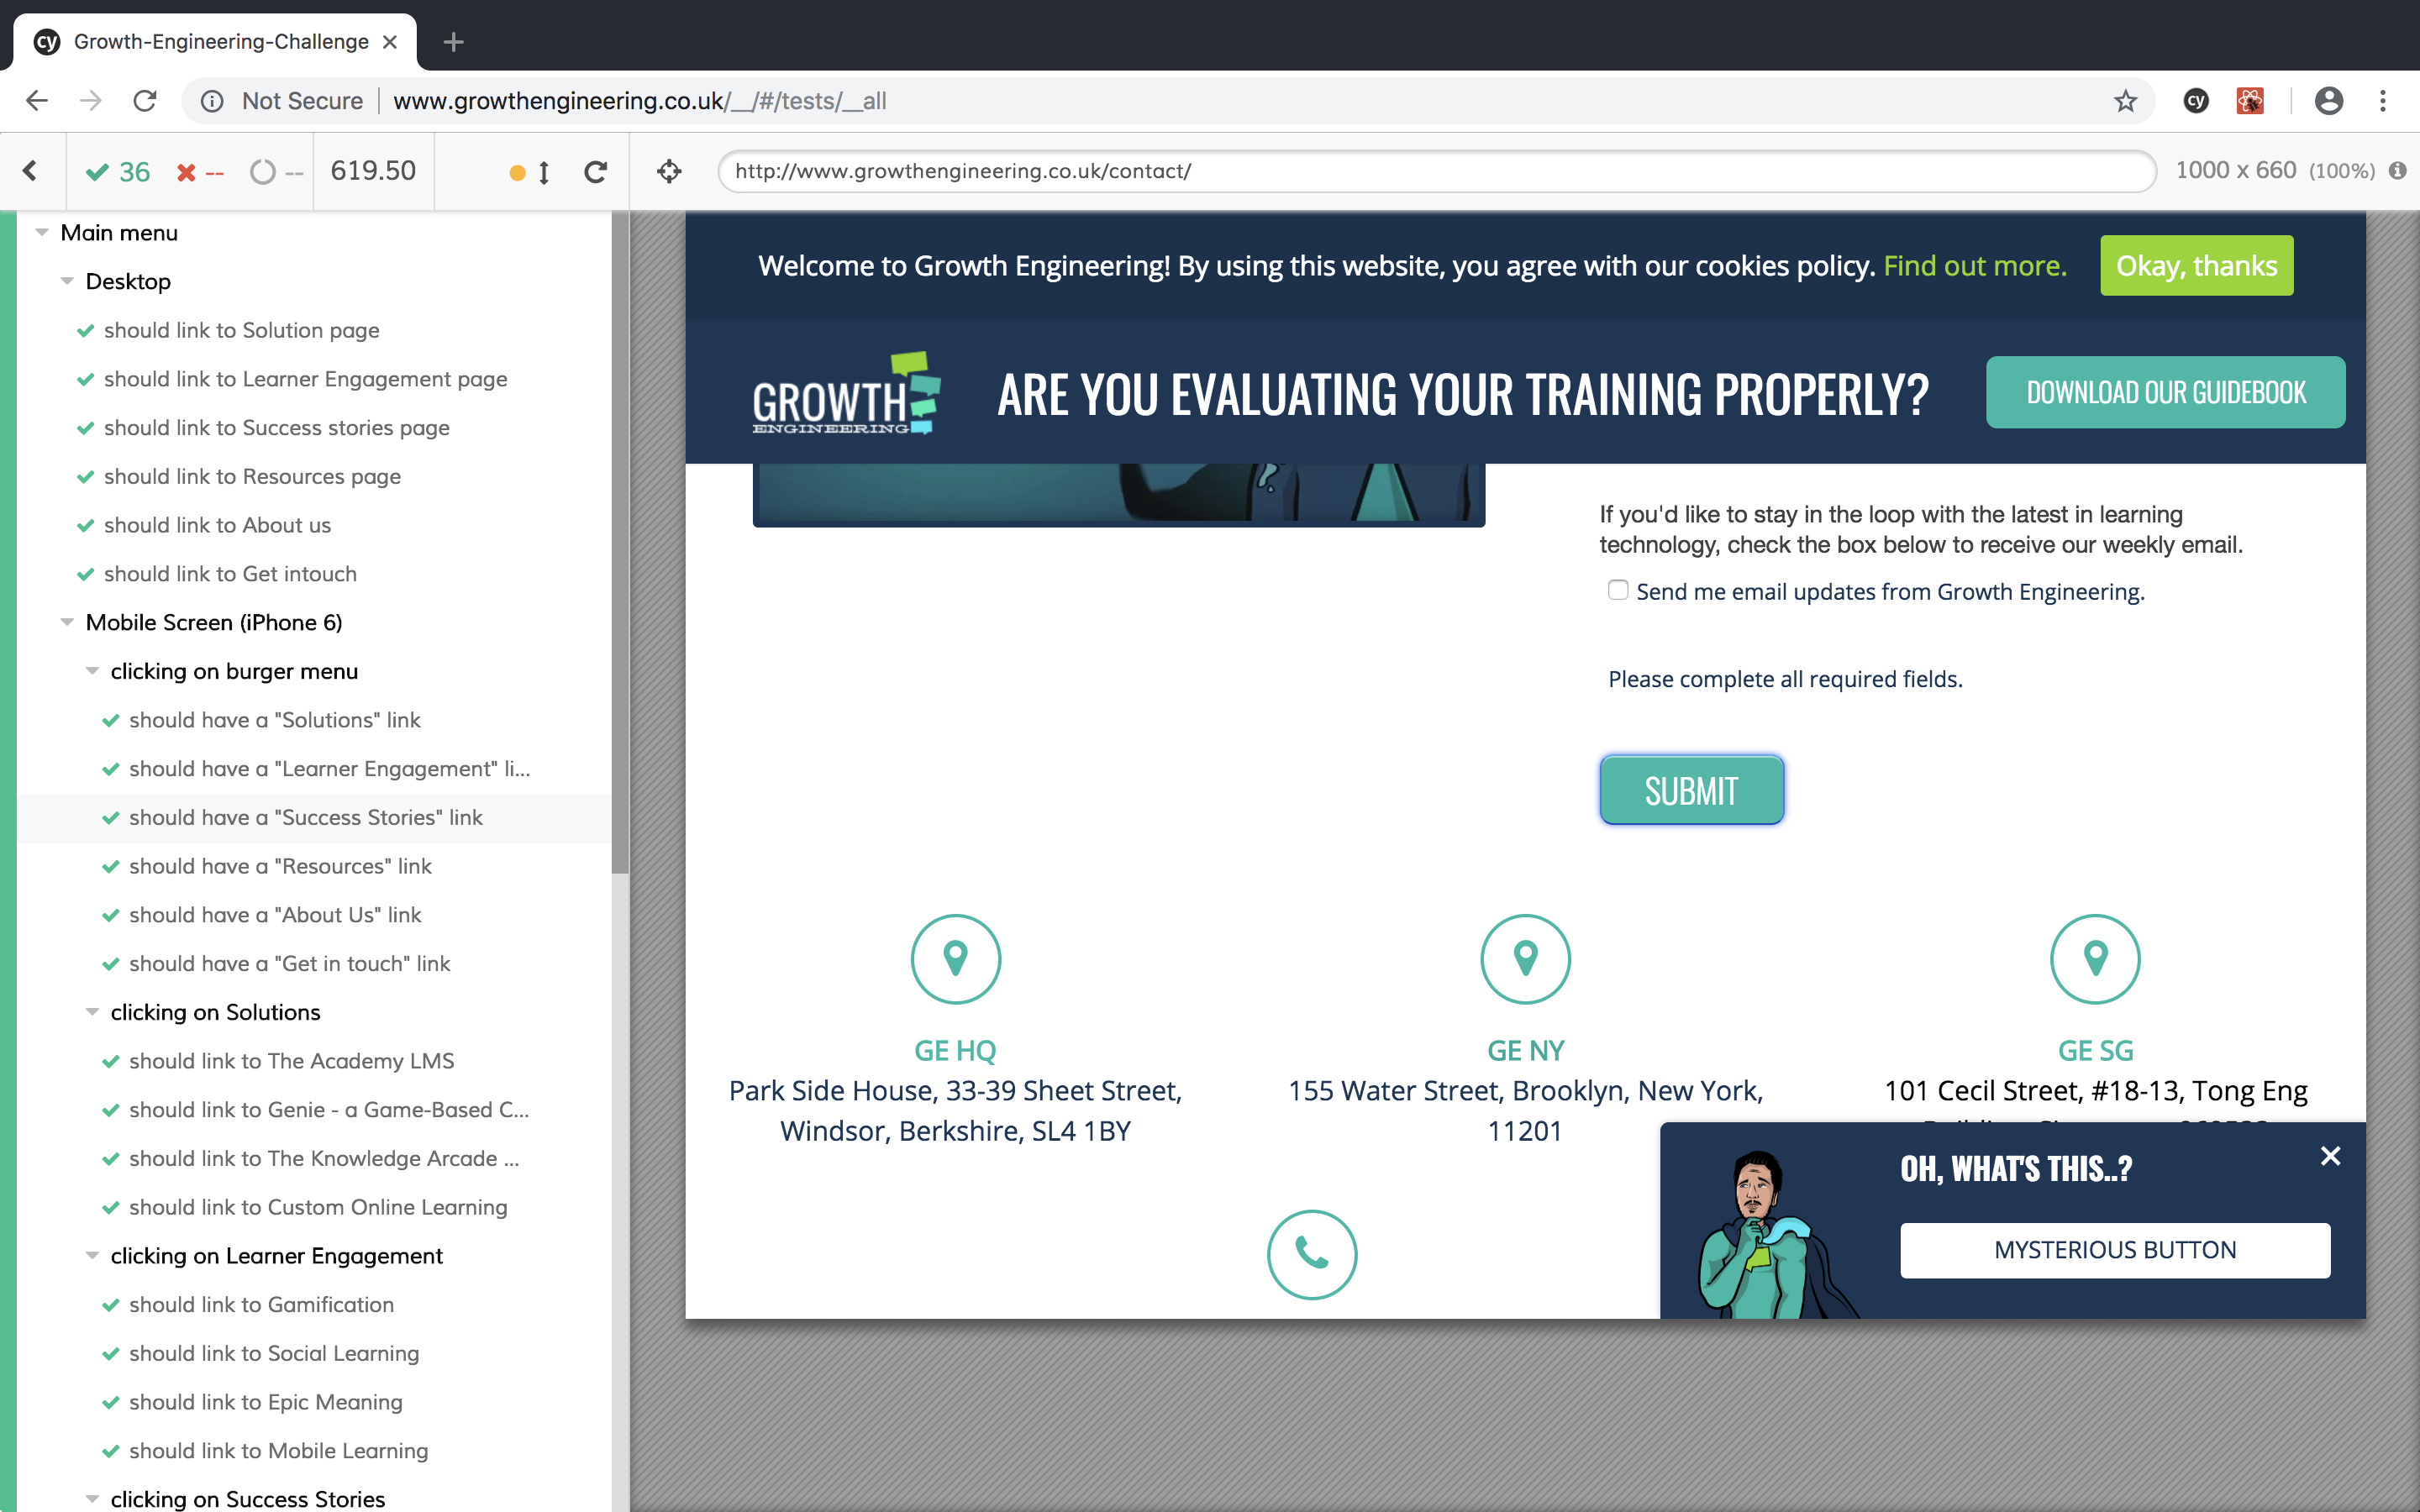 cy Growth-Engineering-Challenge
Not Secure www.growthengineering.co.uk/__/#/tests/__all cy
36 -- -- 619.50 http://www.growthengineering.co.uk/contact/ 1000 x 660 (100%)
Main menu
Desktop
should link to Solution page
should link to Learner Engagement page
should link to Success stories page
should link to Resources page
should link to About us
should link to Get intouch
Mobile Screen (iPhone 6)
clicking on burger menu
should have a "Solutions" link
should have a "Learner Engagement" li...
should have a "Success Stories" link
should have a "Resources" link
should have a "About Us" link
should have a "Get in touch" link
clicking on Solutions
should link to The Academy LMS
should link to Genie - a Game-Based C...
should link to The Knowledge Arcade ...
should link to Custom Online Learning
clicking on Learner Engagement
should link to Gamification
should link to Social Learning
should link to Epic Meaning
should link to Mobile Learning
clicking on Success Stories
Welcome to Growth Engineering! By using this website, you agree with our cookies policy. Find out more. Okay, thanks
GROWTH
ENGINEERING
ARE YOU EVALUATING YOUR TRAINING PROPERLY?
DOWNLOAD OUR GUIDEBOOK
If you'd like to stay in the loop with the latest in learning
technology, check the box below to receive our weekly email.
Send me email updates from Growth Engineering.
Please complete all required fields.
SUBMIT
GE HQ
Park Side House, 33-39 Sheet Street,
Windsor, Berkshire, SL4 1BY
GE NY
155 Water Street, Brooklyn, New York,
11201
GE SG
101 Cecil Street, #18-13, Tong Eng
OH, WHAT'S THIS..?
MYSTERIOUS BUTTON